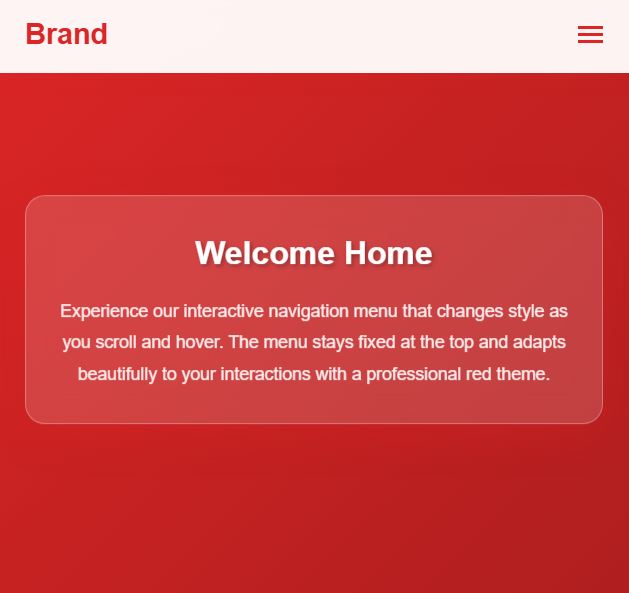 Brand
Welcome Home
Experience our interactive navigation menu that changes style as
you scroll and hover. The menu stays fixed at the top and adapts
beautifully to your interactions with a professional red theme.